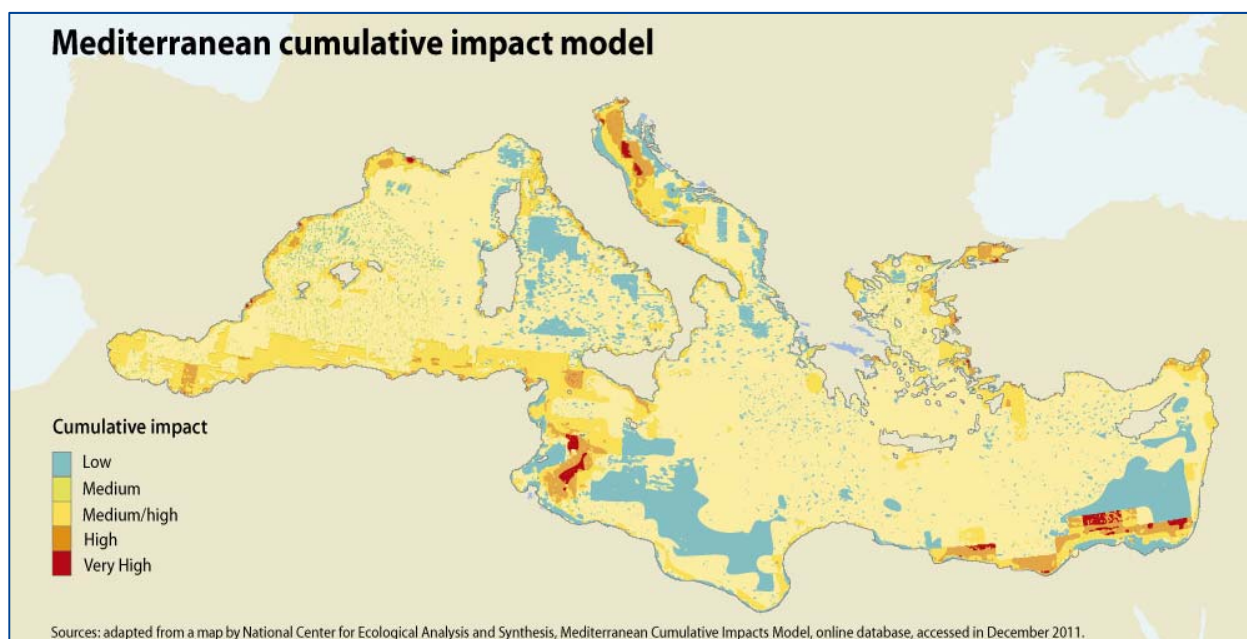 Mediterranean cumulative impact model
Cumulative impact
Low
Medium
Medium/high
High
Very High
Sources: adapted from a map by National Center for Ecological Analysis and Synthesis, Mediterranean Cumulative Impacts Model, online database, accessed in December 2011.